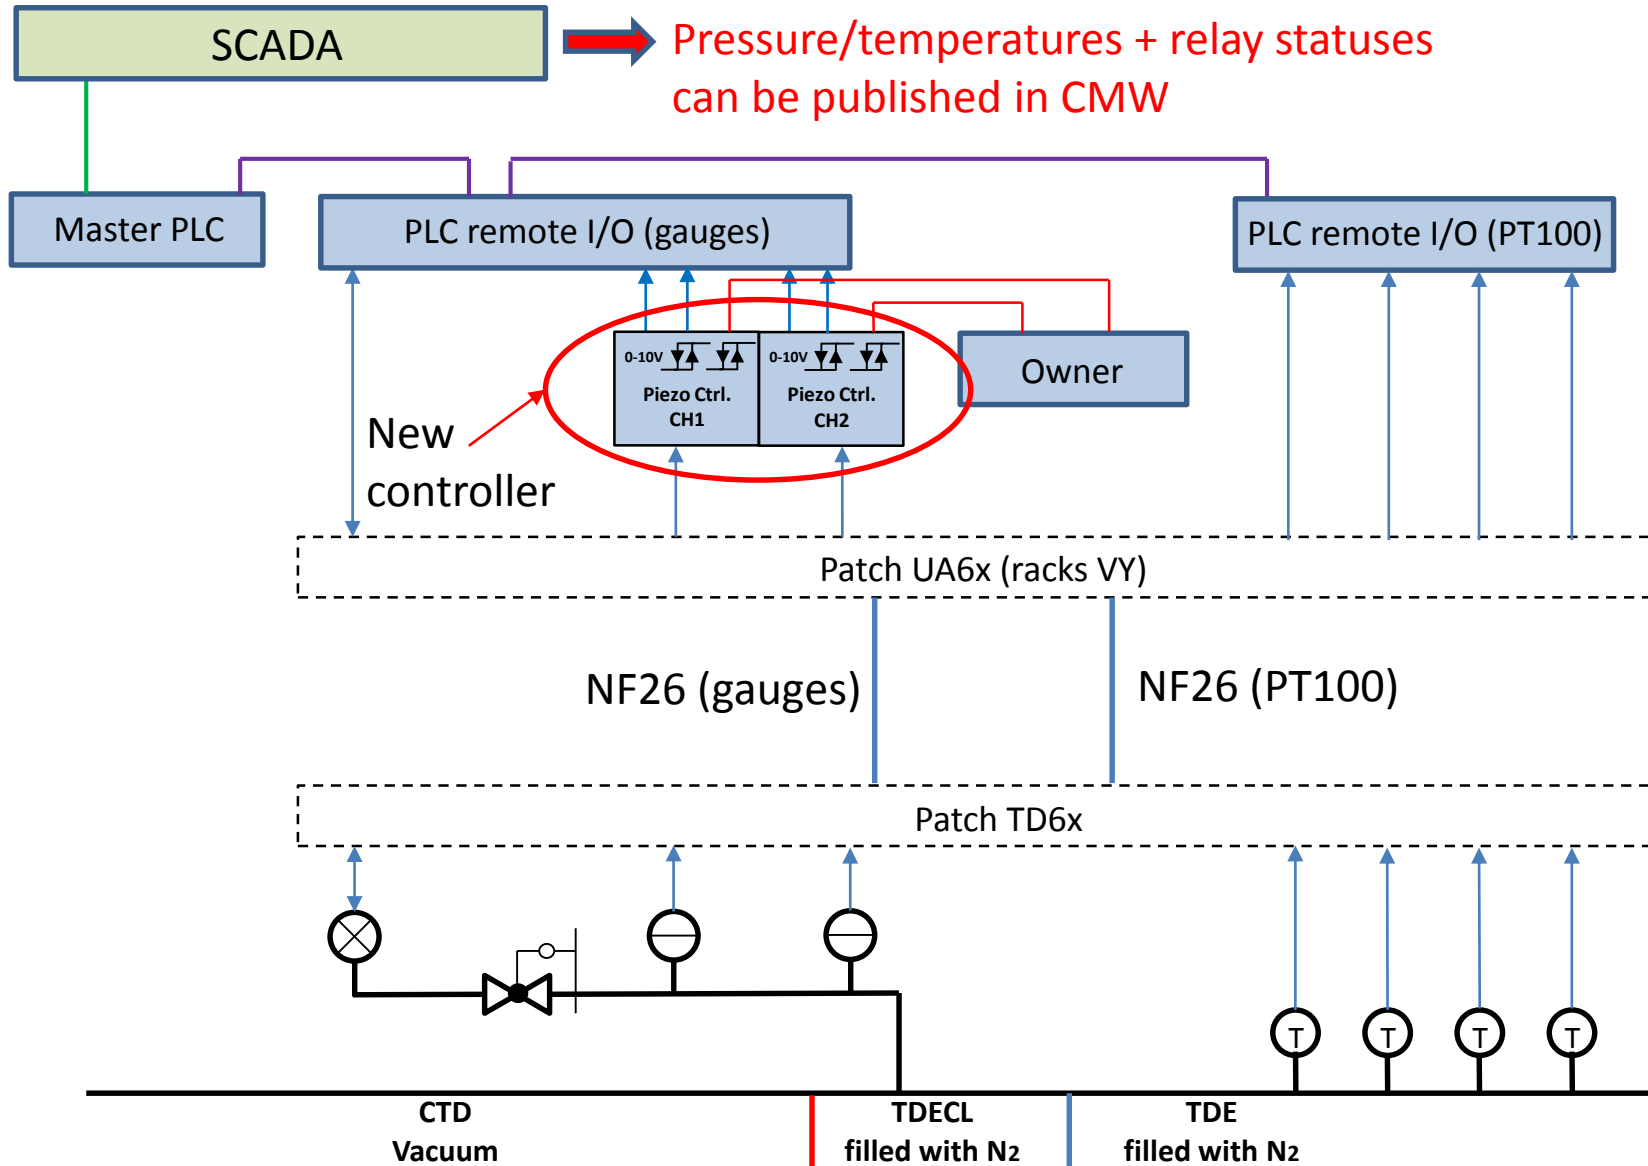 SCADA
Pressure/temperatures + relay statuses
can be published in CMW
Master PLC
PLC remote I/O (gauges)
PLC remote I/O (PT100)
0-10V
0-10V
Piezo Ctrl.
CH1
Piezo Ctrl.
CH2
Owner
New
controller
Patch UA6x (racks VY)
NF26 (gauges)
NF26 (PT100)
Patch TD6x
T
T
T
T
CTD
Vacuum
TDECL
filled with N2
TDE
filled with N2